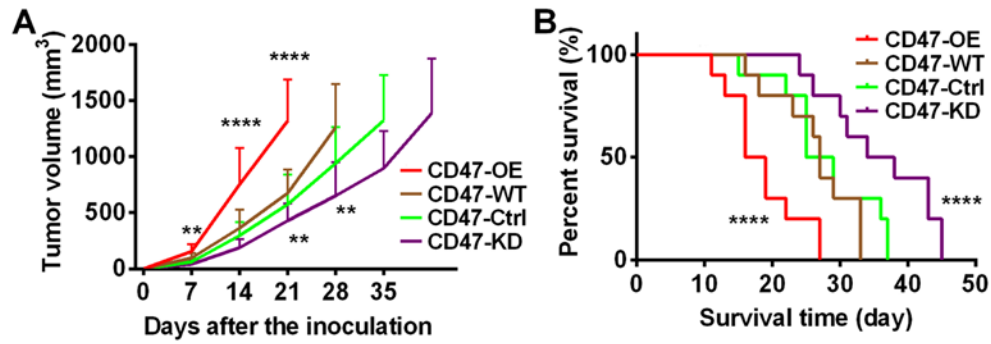 A
Tumor volume (mm3)
2000
1500
1000
500
0
****
****
**
**
**
CD47-OE
CD47-WT
CD47-Ctrl
CD47-KD
0 7 14 21 28 35
Days after the inoculation
B
Percent survival (%)
100
50
0
CD47-OE
CD47-WT
CD47-Ctrl
CD47-KD
****
****
0 10 20 30 40 50
Survival time (day)